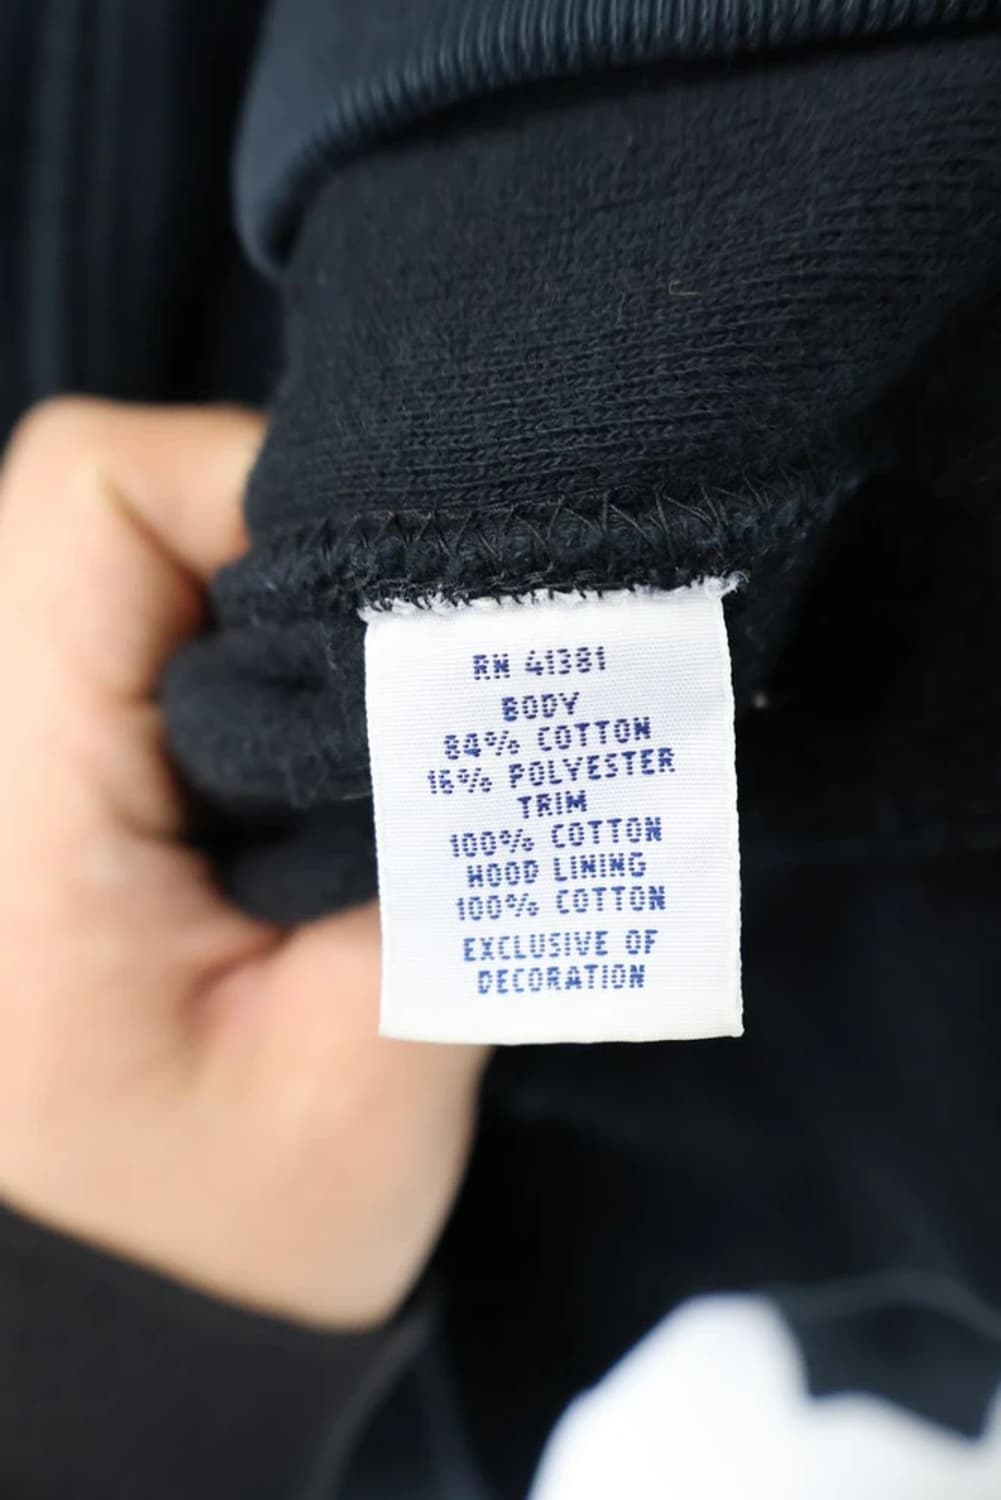 RN 41381
BODY
84% COTTON
16% POLYESTER
TRIM
100% COTTON
HOOD LINING
100% COTTON
EXCLUSIVE OF
DECORATION